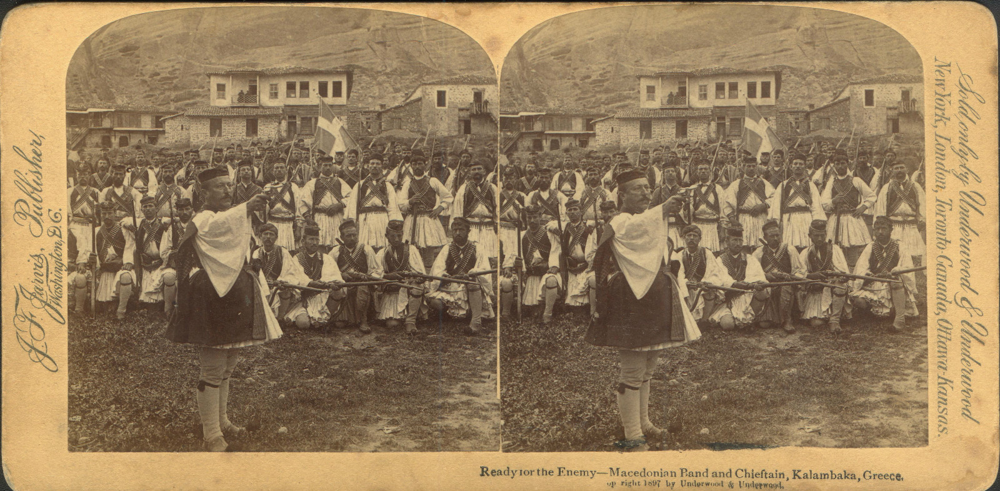 J. F. Jarvis, Publisher,
Washington, D.C.
Sold only by Underwood & Underwood
New York, London, Toronto-Canada, Ottawa-Kansas.
Ready for the Enemy—Macedonian Band and Chieftain, Kalambaka, Greece.
op right 1897 by Underwood & Underwood.